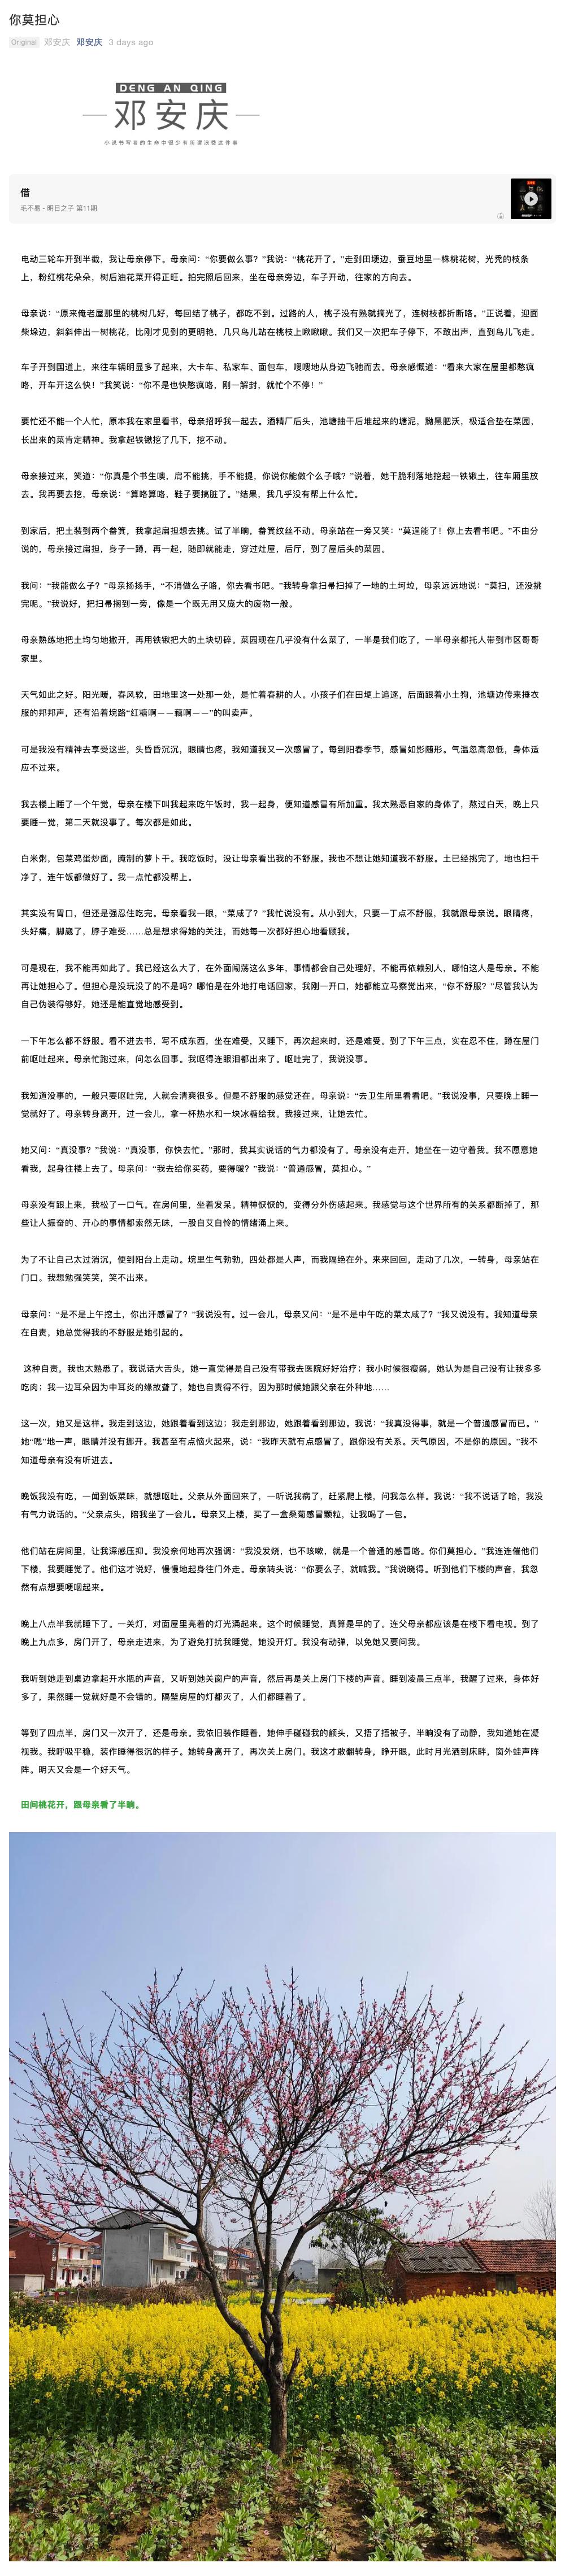 你莫担心
Original 邓安庆 邓安庆 3 days ago
DENG AN QING
邓安庆
借
毛不易 - 明日之子 第11期
电动三轮车开到半截，我让母亲停下。母亲问：“你要做么事？”我说：“桃花开了。”走到田埂边，蚕豆地里一株桃花树，光秃的枝条
上，粉红桃花朵朵，树后油花菜开得正旺。拍完照后回来，坐在母亲旁边，车子开动，往家的方向去。
母亲说：“原来俺老屋那里的桃树几好，每回结了桃子，都吃不到。过路的人，桃子没有熟就摘光了，连树枝都折断咯。”正说着，迎面
柴垛边，斜斜伸出一树桃花，比刚才见到的更明艳，几只鸟儿站在桃枝上啾啾啾。我们又一次把车子停下，不敢出声，直到鸟儿飞走。
车子开到国道上，来往车辆明显多了起来，大卡车、私家车、面包车，嗖嗖地从身边飞驰而去。母亲感慨道：“看来大家在屋里都憋疯
咯，开车开这么快！”我笑说：“你不是也快憋疯咯，刚一解封，就忙个不停！”
要忙还不能一个人忙，原本我在家里看书，母亲招呼我一起去。酒精厂后头，池塘抽干后堆起来的塘泥，黝黑肥沃，极适合垫在菜园，
长出来的菜肯定精神。我拿起铁锹挖了几下，挖不动。
母亲接过来，笑道：“你真是个书生噢，肩不能挑，手不能提，你说你能做个么子哦？”说着，她干脆利落地挖起一铁锹土，往车厢里放
去。我再要去挖，母亲说：“算咯算咯，鞋子要搞脏了。”结果，我几乎没有帮上什么忙。
到家后，把土装到两个畚箕，我拿起扁担想去挑。试了半晌，畚箕纹丝不动。母亲站在一旁又笑：“莫逞能了！你上去看书吧。”不由分
说的，母亲接过扁担，身子一蹲，再一起，随即就能走，穿过灶屋，后厅，到了屋后头的菜园。
我问：“我能做么子？”母亲扬扬手，“不消做么子咯，你去看书吧。”我转身拿扫帚扫掉了一地的土坷垃，母亲远远地说：“莫扫，还没挑
完呢。”我说好，把扫帚搁到一旁，像是一个既无用又庞大的废物一般。
母亲熟练地把土均匀地撒开，再用铁锹把大的土块切碎。菜园现在几乎没有什么菜了，一半是我们吃了，一半母亲都托人带到市区哥哥
家里。
天气如此之好。阳光暖，春风软，田地里这一处那一处，是忙着春耕的人。小孩子们在田埂上追逐，后面跟着小土狗，池塘边传来捶衣
服的邦邦声，还有沿着垸路“红糖啊——藕啊——”的叫卖声。
可是我没有精神去享受这些，头昏昏沉沉，眼睛也疼，我知道我又一次感冒了。每到阳春季节，感冒如影随形。气温忽高忽低，身体适
应不过来。
我去楼上睡了一个午觉，母亲在楼下叫我起来吃午饭时，我一起身，便知道感冒有所加重。我太熟悉自家的身体了，熬过白天，晚上只
要睡一觉，第二天就没事了。每次都是如此。
白米粥，包菜鸡蛋炒面，腌制的萝卜干。我吃饭时，没让母亲看出我的不舒服。我也不想让她知道我不舒服。土已经挑完了，地也扫干
净了，连午饭都做好了。我一点忙都没帮上。
其实没有胃口，但还是强忍住吃完。母亲看我一眼，“菜咸了？”我忙说没有。从小到大，只要一丁点不舒服，我就跟母亲说。眼睛疼，
头好痛，脚崴了，脖子难受……总是想求得她的关注，而她每一次都好担心地看顾我。
可是现在，我不能再如此了。我已经这么大了，在外面闯荡这么多年，事情都会自己处理好，不能再依赖别人，哪怕这人是母亲。不能
再让她担心了。但担心是没玩没了的不是吗？哪怕是在外地打电话回家，我刚一开口，她都能立马察觉出来，“你不舒服？”尽管我认为
自己伪装得够好，她还是能直觉地感受到。
一下午怎么都不舒服。看不进去书，写不成东西，坐在难受，又睡下，再次起来时，还是难受。到了下午三点，实在忍不住，蹲在屋门
前呕吐起来。母亲忙跑过来，问怎么回事。我呕得连眼泪都出来了。呕吐完了，我说没事。
我知道没事的，一般只要呕吐完，人就会清爽很多。但是不舒服的感觉还在。母亲说：“去卫生所里看看吧。”我说没事，只要晚上睡一
觉就好了。母亲转身离开，过一会儿，拿一杯热水和一块冰糖给我。我接过来，让她去忙。
她又问：“真没事？”我说：“真没事，你快去忙。”那时，我其实说话的气力都没有了。母亲没有走开，她坐在一边守着我。我不愿意她
看我，起身往楼上去了。母亲问：“我去给你买药，要得啵？”我说：“普通感冒，莫担心。”
母亲没有跟上来，我松了一口气。在房间里，坐着发呆。精神恹恹的，变得分外伤感起来。我感觉与这个世界所有的关系都断掉了，那
些让人振奋的、开心的事情都索然无味，一股自艾自怜的情绪涌上来。
为了不让自己太过消沉，便到阳台上走动。垸里生气勃勃，四处都是人声，而我隔绝在外。来来回回，走动了几次，一转身，母亲站在
门口。我想勉强笑笑，笑不出来。
母亲问：“是不是上午挖土，你出汗感冒了？”我说没有。过一会儿，母亲又问：“是不是中午吃的菜太咸了？”我又说没有。我知道母亲
在自责，她总觉得我的不舒服是她引起的。
这种自责，我也太熟悉了。我说话大舌头，她一直觉得是自己没有带我去医院好好治疗；我小时候很瘦弱，她认为是自己没有让我多多
吃肉；我一边耳朵因为中耳炎的缘故聋了，她也自责得不行，因为那时候她跟父亲在外种地……
这一次，她又是这样。我走到这边，她跟着看到这边；我走到那边，她跟着看到那边。我说：“我真没得事，就是一个普通感冒而已。”
她“嗯”地一声，眼睛并没有挪开。我甚至有点恼火起来，说：“我昨天就有点感冒了，跟你没有关系。天气原因，不是你的原因。”我不
知道母亲有没有听进去。
晚饭我没有吃，一闻到饭菜味，就想呕吐。父亲从外面回来了，一听说我病了，赶紧爬上楼，问我怎么样。我说：“我不说话了哈，我没
有气力说话的。”父亲点头，陪我坐了一会儿。母亲又上楼，买了一盒桑菊感冒颗粒，让我喝了一包。
他们站在房间里，让我深感压抑。我没奈何地再次强调：“我没发烧，也不咳嗽，就是一个普通的感冒咯。你们莫担心。”我连连催他们
下楼，我要睡觉了。他们这才说好，慢慢地起身往门外走。母亲转头说：“你要么子，就喊我。”我说晓得。听到他们下楼的声音，我忽
然有点想要哽咽起来。
晚上八点半我就睡下了。一关灯，对面屋里亮着的灯光涌起来。这个时候睡觉，真算是早的了。连父母亲都应该是在楼下看电视。到了
晚上九点多，房门开了，母亲走进来，为了避免打扰我睡觉，她没开灯。我没有动弹，以免她又要问我。
我听到她走到桌边拿起开水瓶的声音，又听到她关窗户的声音，然后再是关上房门下楼的声音。睡到凌晨三点半，我醒了过来，身体好
多了，果然睡一觉就好是不会错的。隔壁房屋的灯都灭了，人们都睡着了。
等到了四点半，房门又一次开了，还是母亲。我依旧装作睡着，她伸手碰碰我的额头，又捂了捂被子，半晌没有了动静，我知道她在凝
视我。我呼吸平稳，装作睡得很沉的样子。她转身离开了，再次关上房门。我这才敢翻转身，睁开眼，此时月光洒到床畔，窗外蛙声阵
阵。明天又会是一个好天气。
田间桃花开，跟母亲看了半晌。